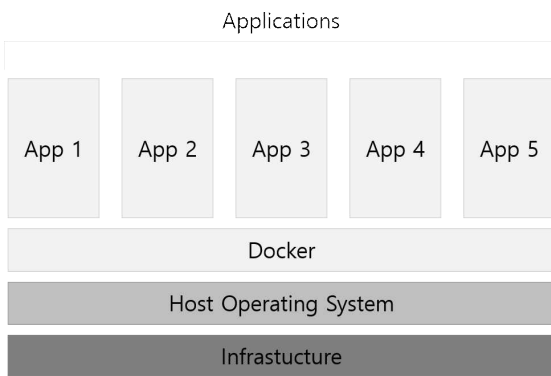 Applications
App 1 App 2 App 3 App 4 App 5
Docker
Host Operating System
Infrastucture